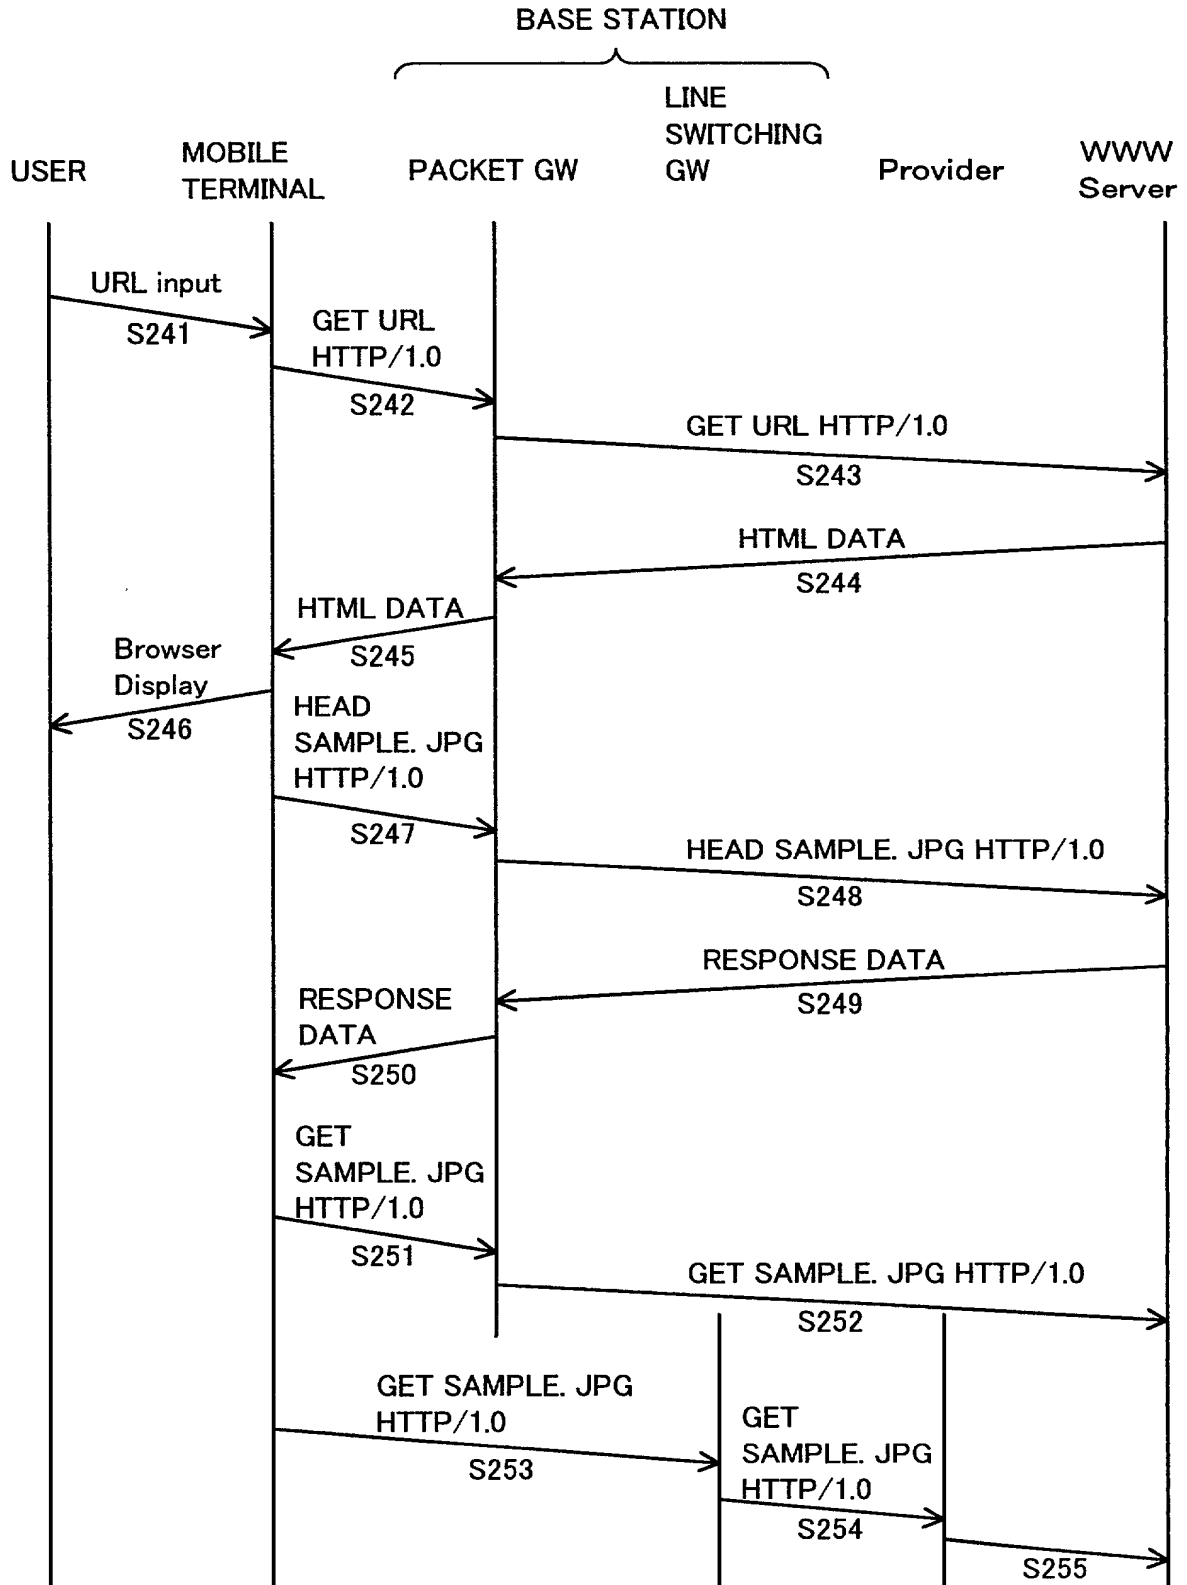 BASE STATION
LINE
SWITCHING
GW
USER
MOBILE
TERMINAL
PACKET GW
Provider
WWW
Server
URL input
S241
GET URL
HTTP/1.0
S242
GET URL HTTP/1.0
S243
HTML DATA
S244
HTML DATA
S245
Browser
Display
S246
HEAD
SAMPLE. JPG
HTTP/1.0
S247
HEAD SAMPLE. JPG HTTP/1.0
S248
RESPONSE DATA
S249
RESPONSE
DATA
S250
GET
SAMPLE. JPG
HTTP/1.0
S251
GET SAMPLE. JPG HTTP/1.0
S252
GET SAMPLE. JPG
HTTP/1.0
S253
GET
SAMPLE. JPG
HTTP/1.0
S254
S255